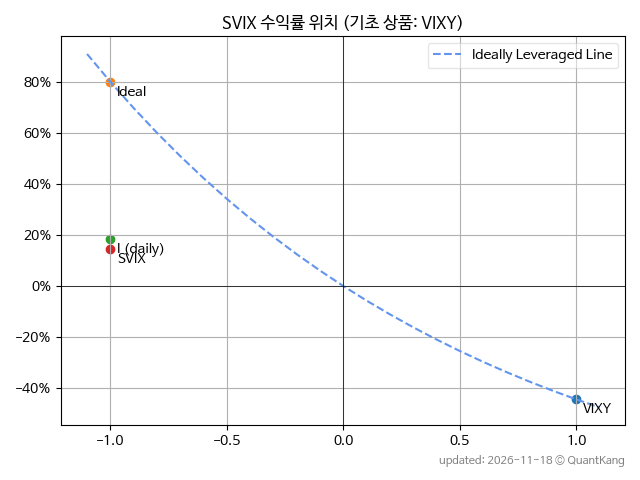 SVIX 수익률 위치 (기초 상품: VIXY)
Ideally Leveraged Line
80%
60%
40%
20%
0%
−20%
−40%
Ideal
I (daily)
SVIX
VIXY
−1.0
−0.5
0.0
0.5
1.0
updated: 2026-11-18 © QuantKang